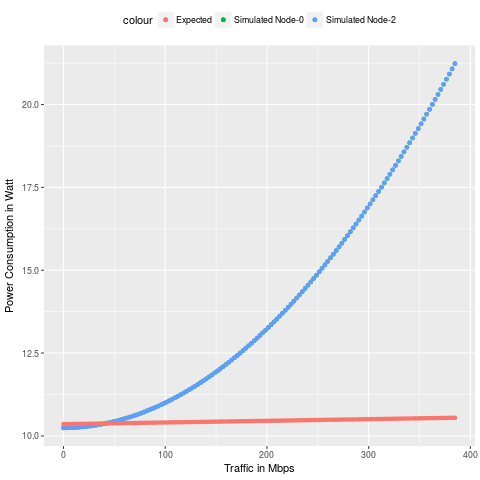 colour Expected Simulated Node-0 Simulated Node-2
20.0
17.5
15.0
12.5
10.0
Power Consumption in Watt
0 100 200 300 400
Traffic in Mbps